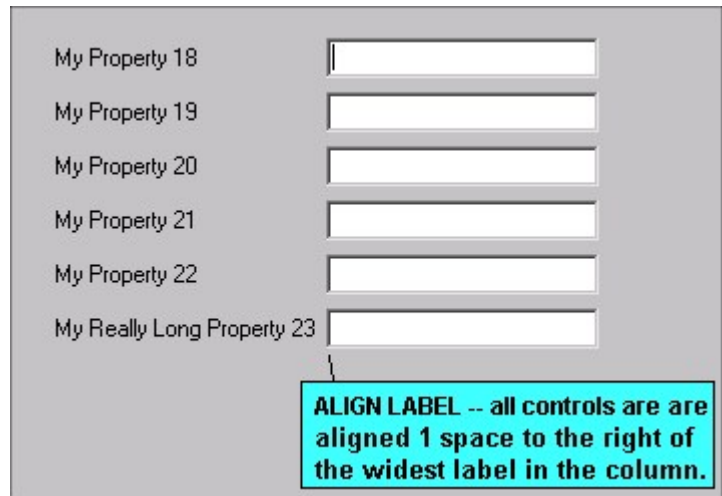 My Property 18
My Property 19
My Property 20
My Property 21
My Property 22
My Really Long Property 23
ALIGN LABEL -- all controls are are
aligned 1 space to the right of
the widest label in the column.